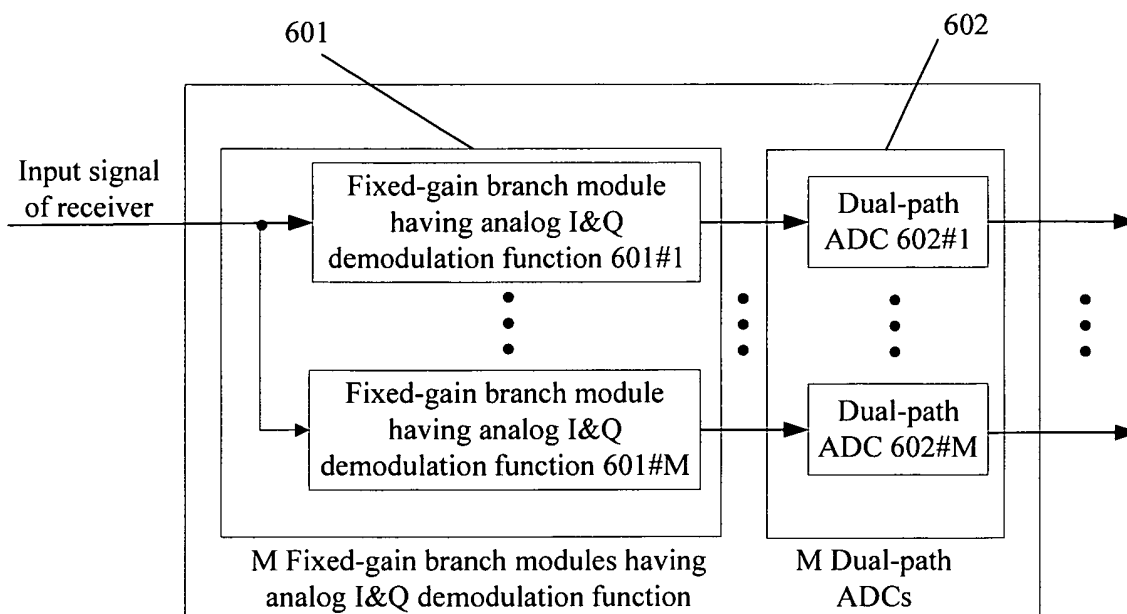 601
602
Input signal
of receiver
Fixed-gain branch module
having analog I&Q
demodulation function 601#1
Dual-path
ADC 602#1
Fixed-gain branch module
having analog I&Q
demodulation function 601#M
Dual-path
ADC 602#M
M Fixed-gain branch modules having
analog I&Q demodulation function
M Dual-path
ADCs